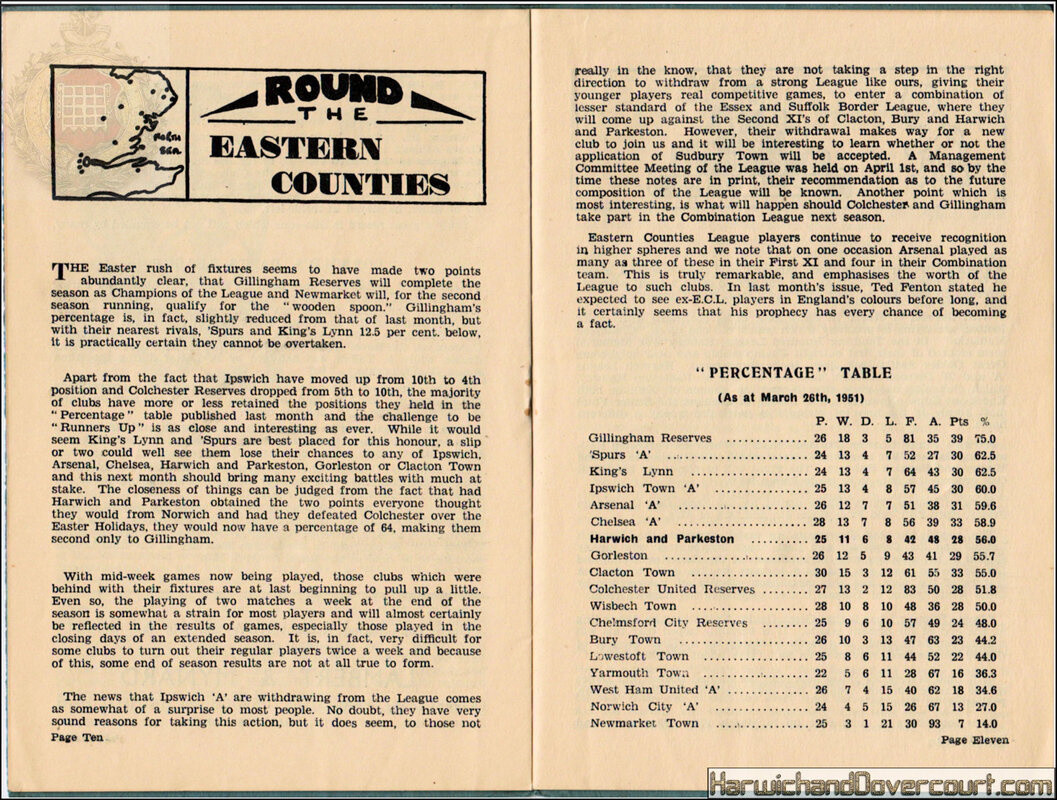 NORTH
SEA
ROUND
THE
EASTERN
COUNTIES
THE Easter rush of fixtures seems to have made two points
abundantly clear, that Gillingham Reserves will complete the
season as Champions of the League and Newmarket will, for the second
season running, qualify for the "wooden spoon." Gillingham's
percentage is, in fact, slightly reduced from that of last month, but
with their nearest rivals, 'Spurs and King's Lynn 12.5 per cent. below,
it is practically certain they cannot be overtaken.
Apart from the fact that Ipswich have moved up from 10th to 4th
position and Colchester Reserves dropped from 5th to 10th, the majority
of clubs have more or less retained the positions they held in the
"Percentage" table published last month and the challenge to be
"Runners Up" is as close and interesting as ever. While it would
seem King's Lynn and 'Spurs are best placed for this honour, a slip
or two could well see them lose their chances to any of Ipswich,
Arsenal, Chelsea, Harwich and Parkeston, Gorleston or Clacton Town
and this next month should bring many exciting battles with much at
stake. The closeness of things can be judged from the fact that had
Harwich and Parkeston obtained the two points everyone thought
they would from Norwich and had they defeated Colchester over the
Easter Holidays, they would now have a percentage of 64, making them
second only to Gillingham.
With mid-week games now being played, those clubs which were
behind with their fixtures are at last beginning to pull up a little.
Even so, the playing of two matches a week at the end of the
season is somewhat a strain for most players and will almost certainly
be reflected in the results of games, especially those played in the
closing days of an extended season. It is, in fact, very difficult for
some clubs to turn out their regular players twice a week and because
of this, some end of season results are not at all true to form.
The news that Ipswich 'A' are withdrawing from the League comes
as somewhat of a surprise to most people. No doubt, they have very
sound reasons for taking this action, but it does seem, to those not
Page Ten
really in the know, that they are not taking a step in the right
direction to withdraw from a strong League like ours, giving their
younger players real competitive games, to enter a combination of
lesser standard of the Essex and Suffolk Border League, where they
will come up against the Second XI's of Clacton, Bury and Harwich
and Parkeston. However, their withdrawal makes way for a new
club to join us and it will be interesting to learn whether or not the
application of Sudbury Town will be accepted. A Management
Committee Meeting of the League was held on April 1st, and so by the
time these notes are in print, their recommendation as to the future
composition of the League will be known. Another point which is
most interesting, is what will happen should Colchester and Gillingham
take part in the Combination League next season.
Eastern Counties League players continue to receive recognition
in higher spheres and we note that on one occasion Arsenal played as
many as three of these in their First XI and four in their Combination
team. This is truly remarkable, and emphasises the worth of the
League to such clubs. In last month's issue, Ted Fenton stated he
expected to see ex-E.C.L. players in England's colours before long, and
it certainly seems that his prophecy has every chance of becoming
a fact.
"PERCENTAGE" TABLE
(As at March 26th, 1951)
P. W. D. L. F. A. Pts %
Gillingham Reserves .............. 26 18 3 5 81 35 39 75.0
'Spurs 'A' ........................ 24 13 4 7 52 27 30 62.5
King's Lynn ....................... 24 13 4 7 64 43 30 62.5
Ipswich Town 'A' ................. 25 13 4 8 57 45 30 60.0
Arsenal 'A' ....................... 26 12 7 7 51 38 31 59.6
Chelsea 'A' ....................... 28 13 7 8 56 39 33 58.9
Harwich and Parkeston .......... 25 11 6 8 42 48 28 56.0
Gorleston ......................... 26 12 5 9 43 41 29 55.7
Clacton Town ..................... 30 15 3 12 61 55 33 55.0
Colchester United Reserves ........ 27 13 2 12 83 50 28 51.8
Wisbech Town .................... 28 10 8 10 48 36 28 50.0
Chelmsford City Reserves ........ 25 9 6 10 57 49 24 48.0
Bury Town ....................... 26 10 3 13 47 63 23 44.2
Lowestoft Town .................. 25 8 6 11 44 52 22 44.0
Yarmouth Town .................. 22 5 6 11 28 67 16 36.3
West Ham United 'A' .............. 26 7 4 15 40 62 18 34.6
Norwich City 'A' .................. 24 4 5 15 26 67 13 27.0
Newmarket Town ................ 25 3 1 21 30 93 7 14.0
Page Eleven
HarwichandDovercourt.com